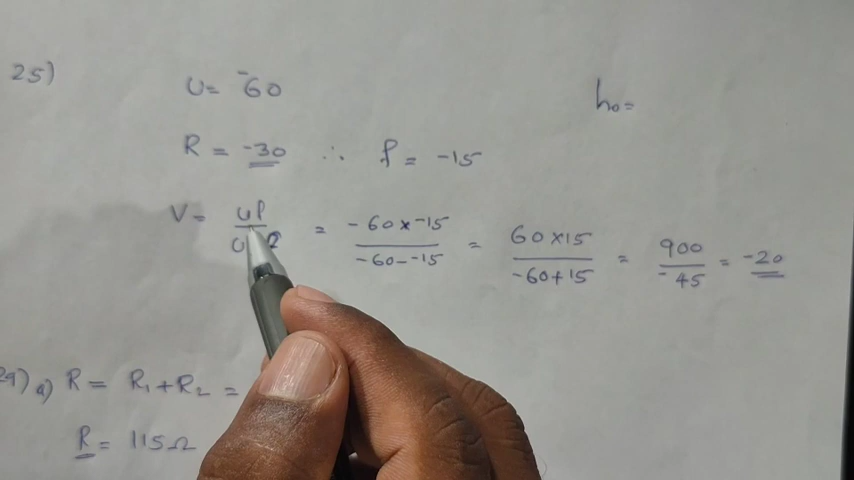 25)
U= -60
h₀=
R = -30 ∴ f = -15
V= uf = -60 x -15 / -60 - -15 = 60 x 15 / -60+15 = 900 / -45 = -20
a) R = R₁+R₂ =
R = 115Ω